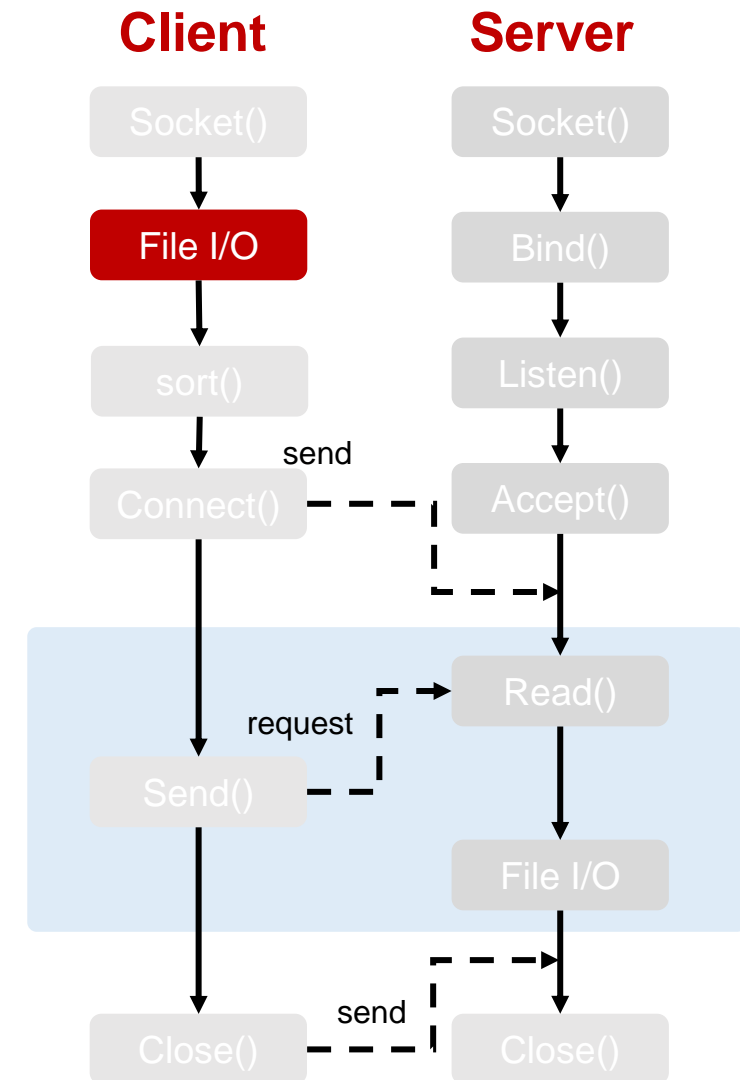 Client
Server
Socket()
Socket()
File I/O
Bind()
sort()
Listen()
send
Connect()
Accept()
Read()
request
Send()
File I/O
send
Close()
Close()